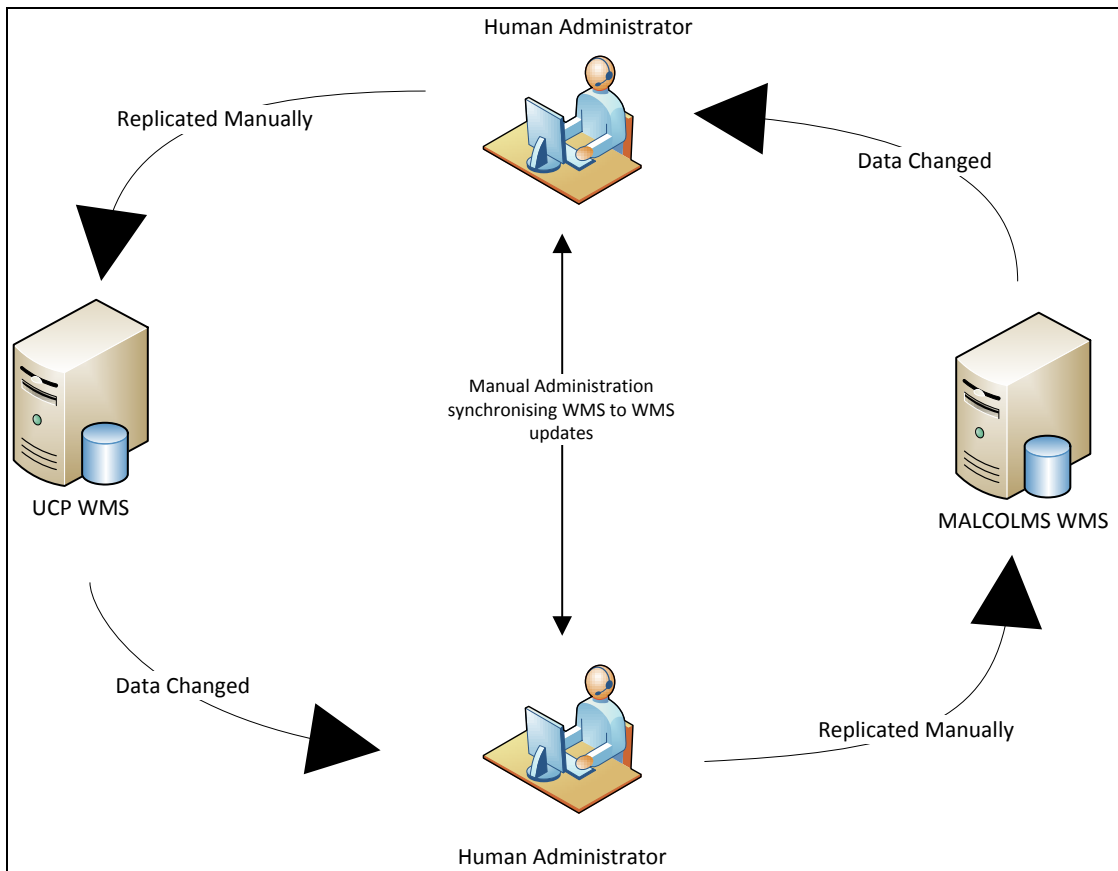 Human Administrator
Replicated Manually
Data Changed
Manual Administration
synchronising WMS to WMS
updates
UCP WMS
MALCOLMS WMS
Data Changed
Replicated Manually
Human Administrator